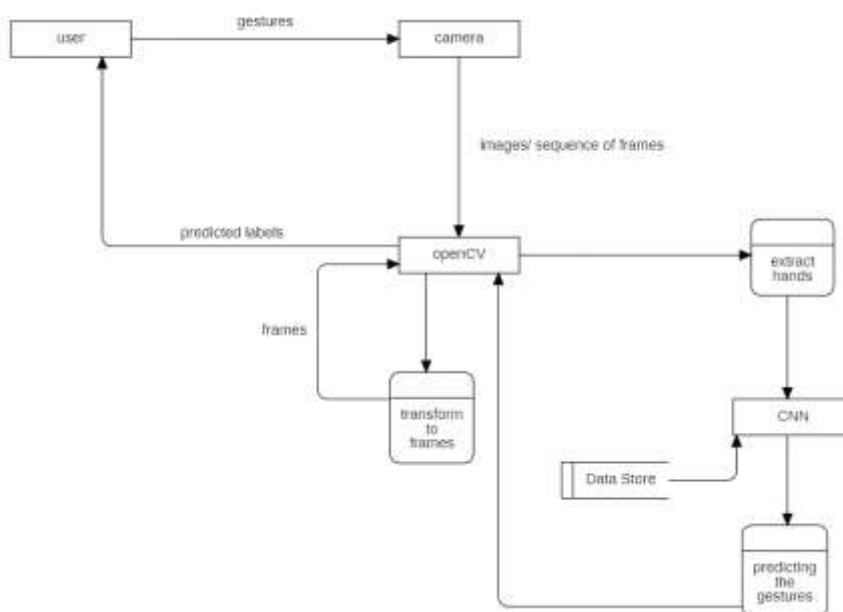 gestures
user
camera
images/ sequence of frames
predicted labels
openCV
extract
hands
frames
transform
to
frames
CNN
Data Store
predicting
the
gestures